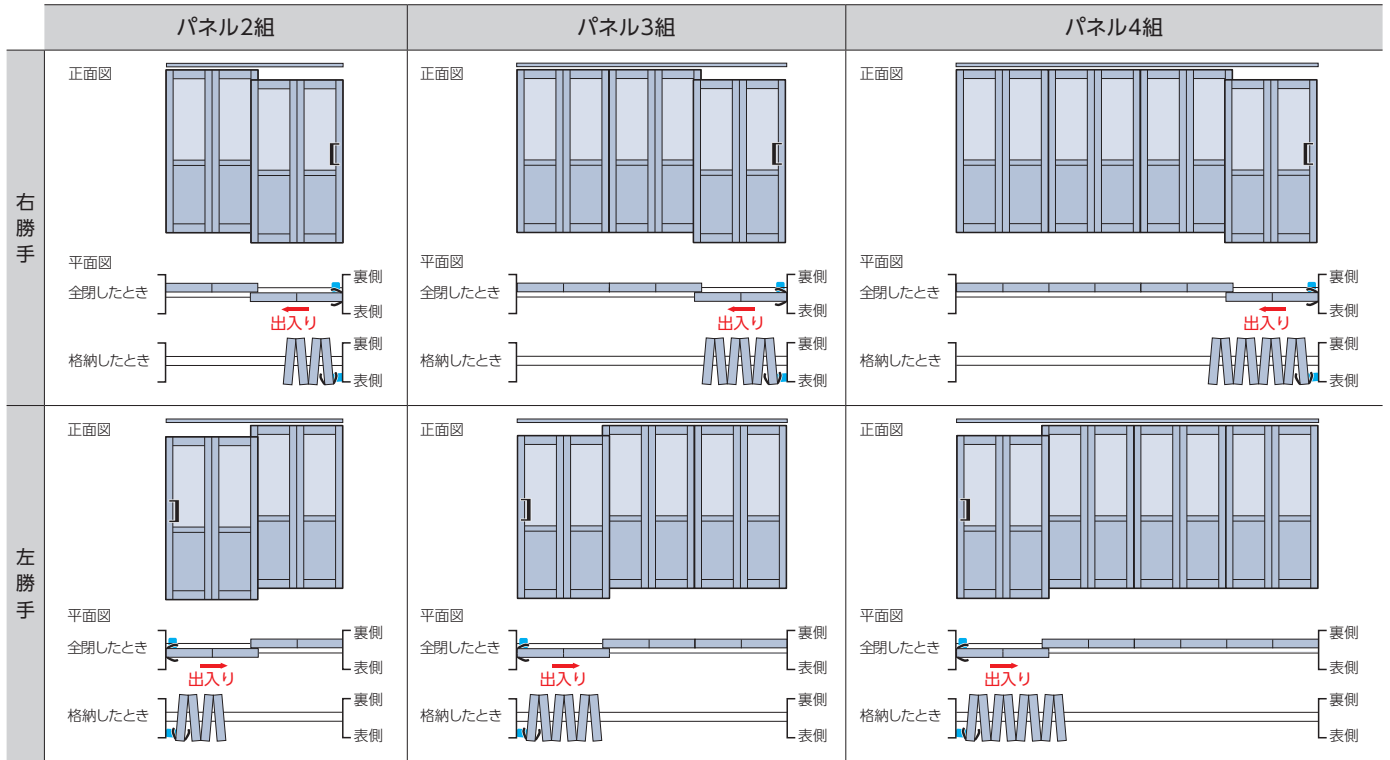 パネル2組
パネル3組
パネル4組
右勝手
正面図
平面図
全閉したとき
裏側
表側
出入り
格納したとき
裏側
表側
正面図
平面図
全閉したとき
裏側
表側
出入り
格納したとき
裏側
表側
正面図
平面図
全閉したとき
裏側
表側
出入り
格納したとき
裏側
表側
左勝手
正面図
平面図
全閉したとき
裏側
表側
出入り
格納したとき
裏側
表側
正面図
平面図
全閉したとき
裏側
表側
出入り
格納したとき
裏側
表側
正面図
平面図
全閉したとき
裏側
表側
出入り
格納したとき
裏側
表側